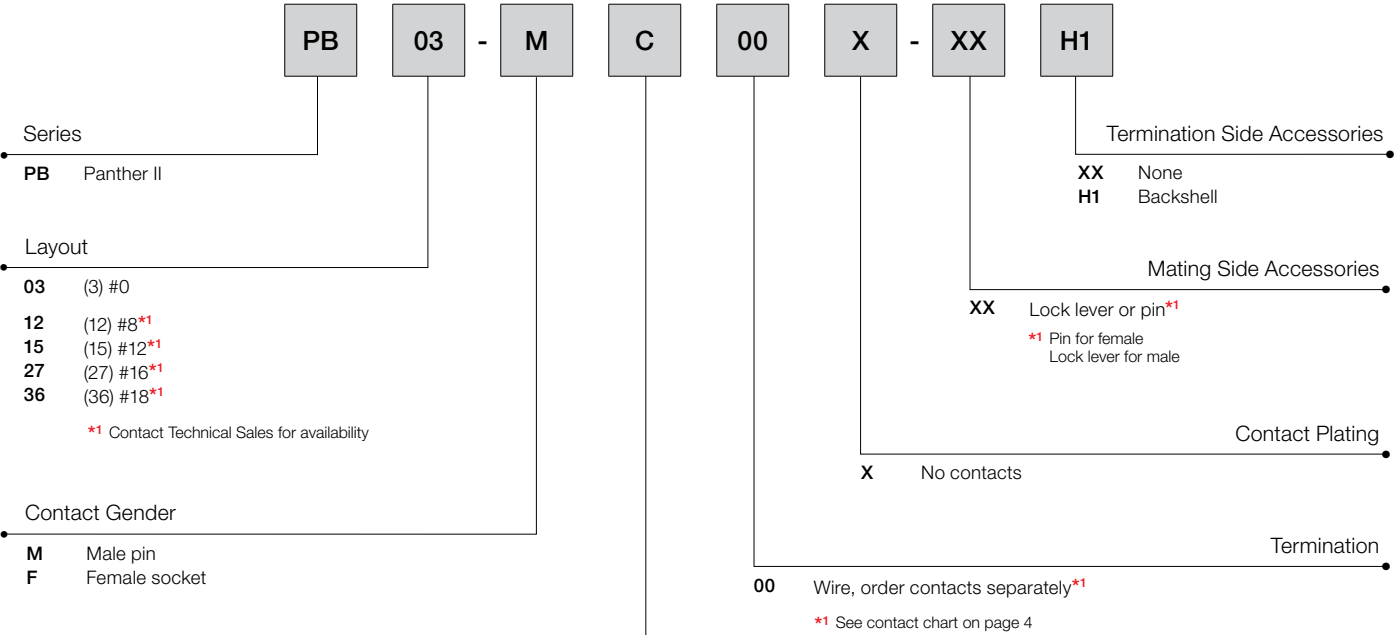 PB 03 - M C 00 X - XX H1
Series
PB Panther II
Layout
03 (3) #0
12 (12) #8*1
15 (15) #12*1
27 (27) #16*1
36 (36) #18*1
*1 Contact Technical Sales for availability
Contact Gender
M Male pin
F Female socket
Termination Side Accessories
XX None
H1 Backshell
Mating Side Accessories
XX Lock lever or pin*1
*1 Pin for female
Lock lever for male
Contact Plating
X No contacts
Termination
00 Wire, order contacts separately*1
*1 See contact chart on page 4